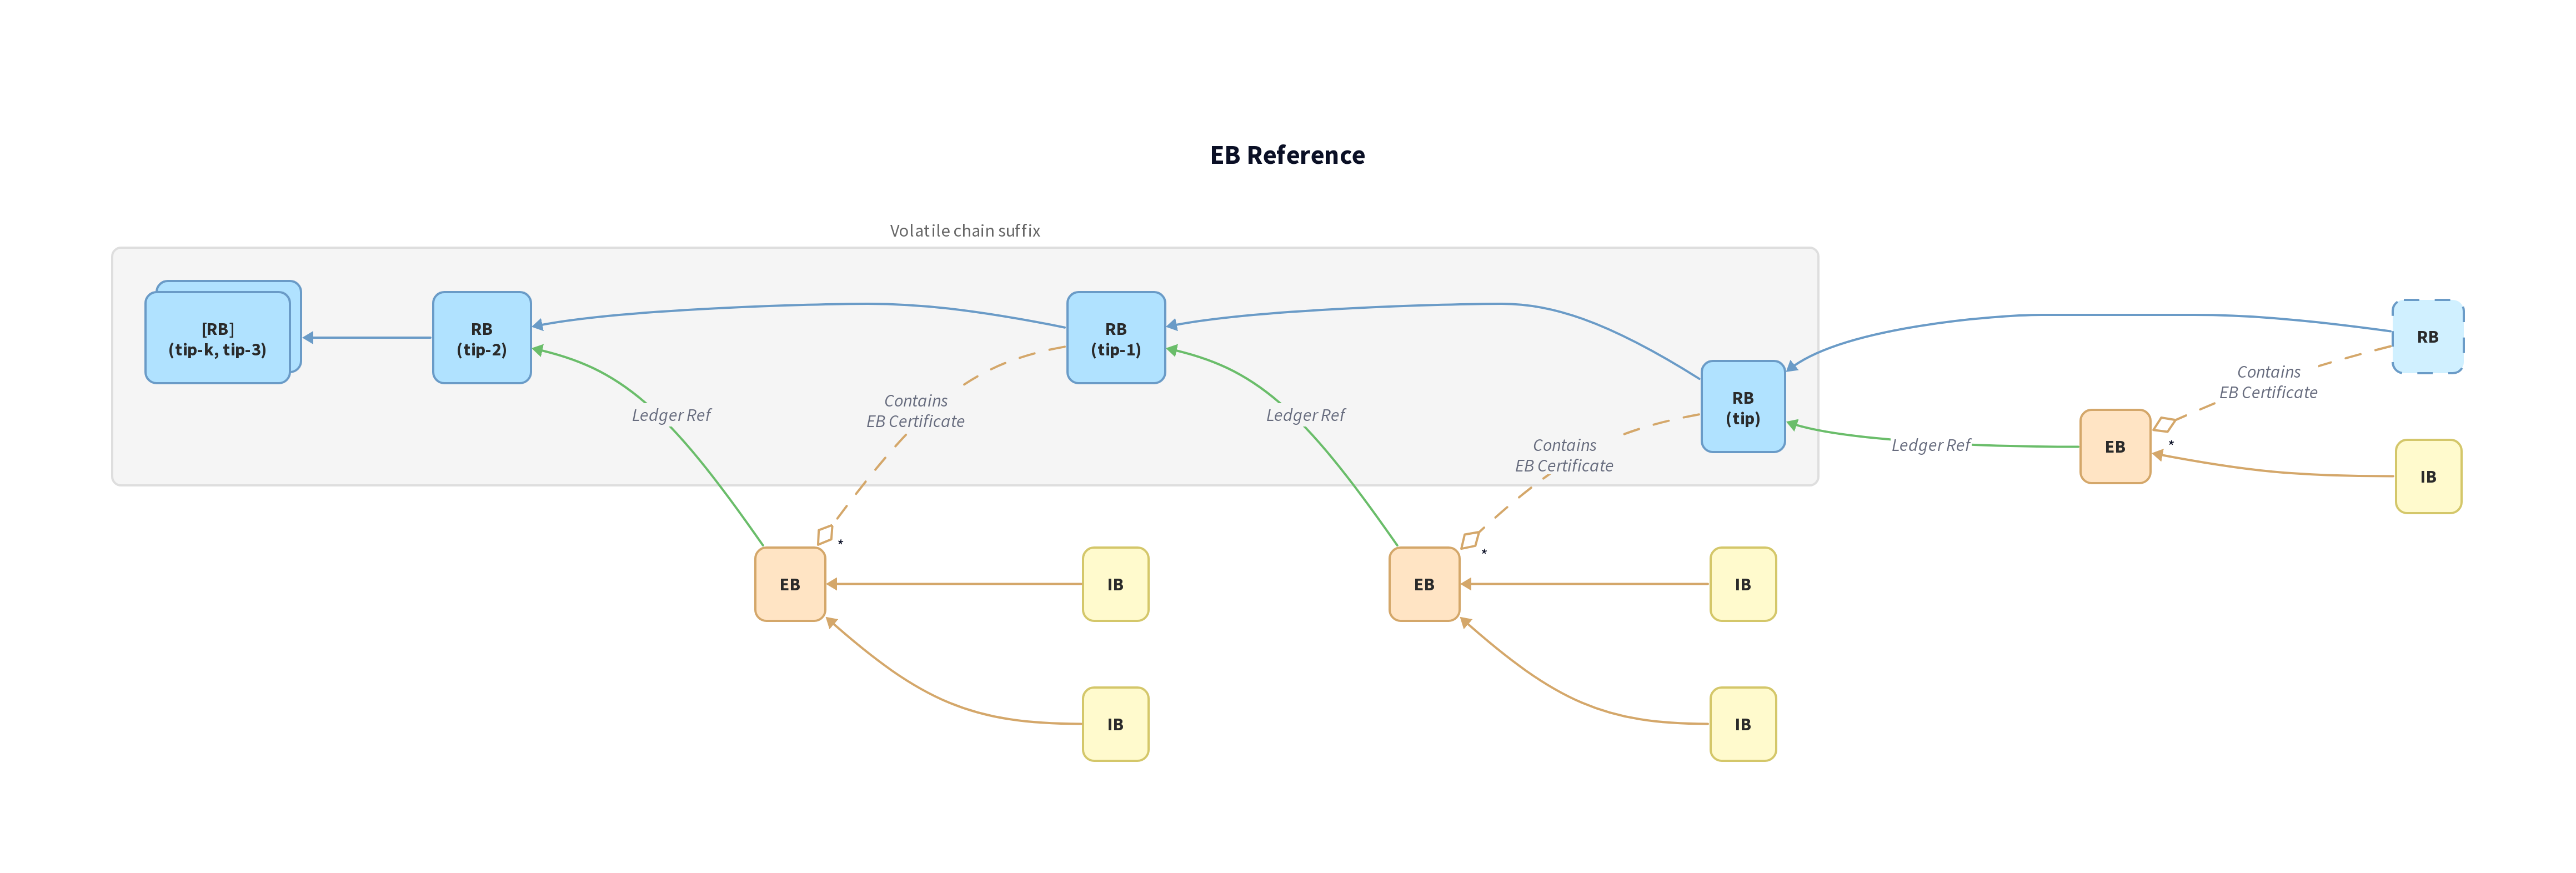 EB Reference
Volatile chain suffix
[RB]
(tip-k, tip-3)
RB
(tip-2)
RB
(tip-1)
RB
(tip)
RB
Ledger Ref
Contains
EB Certificate
Ledger Ref
Contains
EB Certificate
Ledger Ref
Contains
EB Certificate
*
EB
IB
*
EB
IB
IB
*
EB
IB
IB